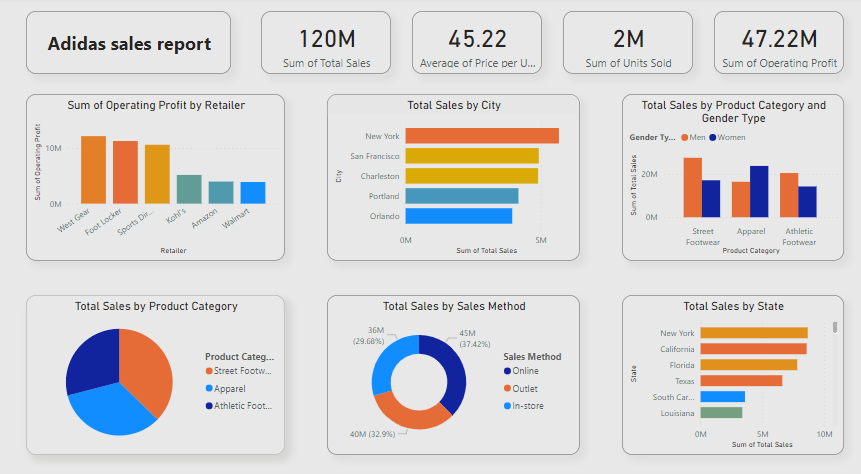 Adidas sales report
120M
Sum of Total Sales
45.22
Average of Price per U...
2M
Sum of Units Sold
47.22M
Sum of Operating Profit
Sum of Operating Profit by Retailer
Sum of Operating Profit
10M
0M
West Gear
Foot Locker
Sports Dir...
Kohl's
Amazon
Walmart
Retailer
Total Sales by City
City
New York
San Francisco
Charleston
Portland
Orlando
0M
5M
Sum of Total Sales
Total Sales by Product Category and
Gender Type
Gender Ty...
Men
Women
Sum of Total Sales
20M
0M
Street
Footwear
Apparel
Athletic
Footwear
Product Category
Total Sales by Product Category
Product Categ...
Street Footw...
Apparel
Athletic Foot...
Total Sales by Sales Method
36M
(29.68%)
45M
(37.42%)
40M (32.9%)
Sales Method
Online
Outlet
In-store
Total Sales by State
State
New York
California
Florida
Texas
South Car...
Louisiana
0M
5M
10M
Sum of Total Sales